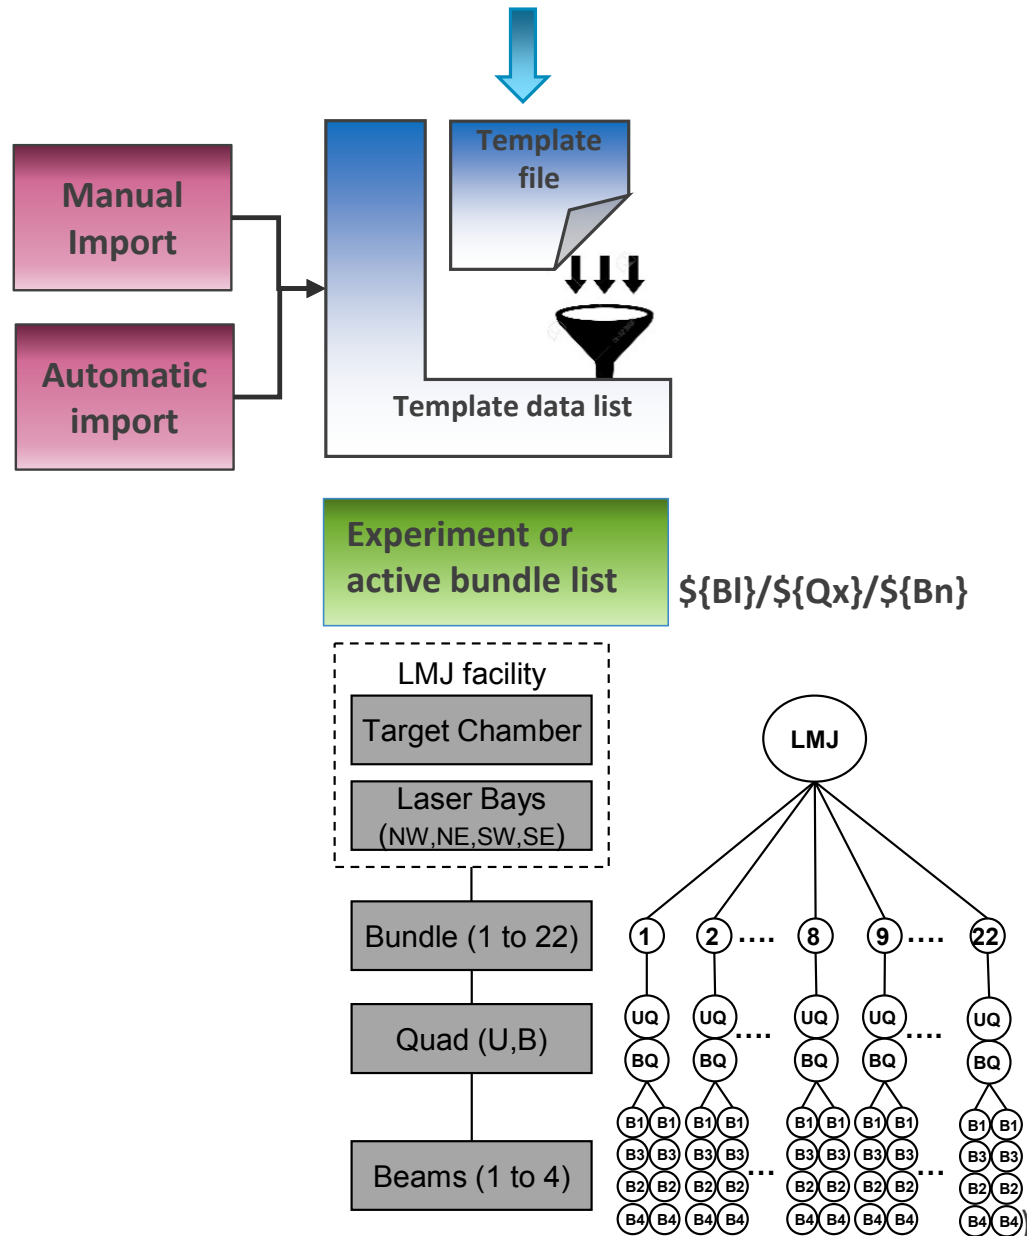 Template
file
Manual
Import
Automatic
import
Template data list
Experiment or
active bundle list
${Bl}/${Qx}/${Bn}
LMJ facility
Target Chamber
Laser Bays
(NW,NE,SW,SE)
Bundle (1 to 22)
Quad (U,B)
Beams (1 to 4)
LMJ
1 2 .... 8 9 .... 22
UQ UQ .... UQ UQ .... UQ
BQ BQ BQ BQ BQ
B1 B1 B1 B1 B1 B1 B1 B1 B1 B1
B3 B3 B3 B3 ... B3 B3 B3 B3 ... B3 B3
B2 B2 B2 B2 B2 B2 B2 B2 B2 B2
B4 B4 B4 B4 B4 B4 B4 B4 B4 B4 )